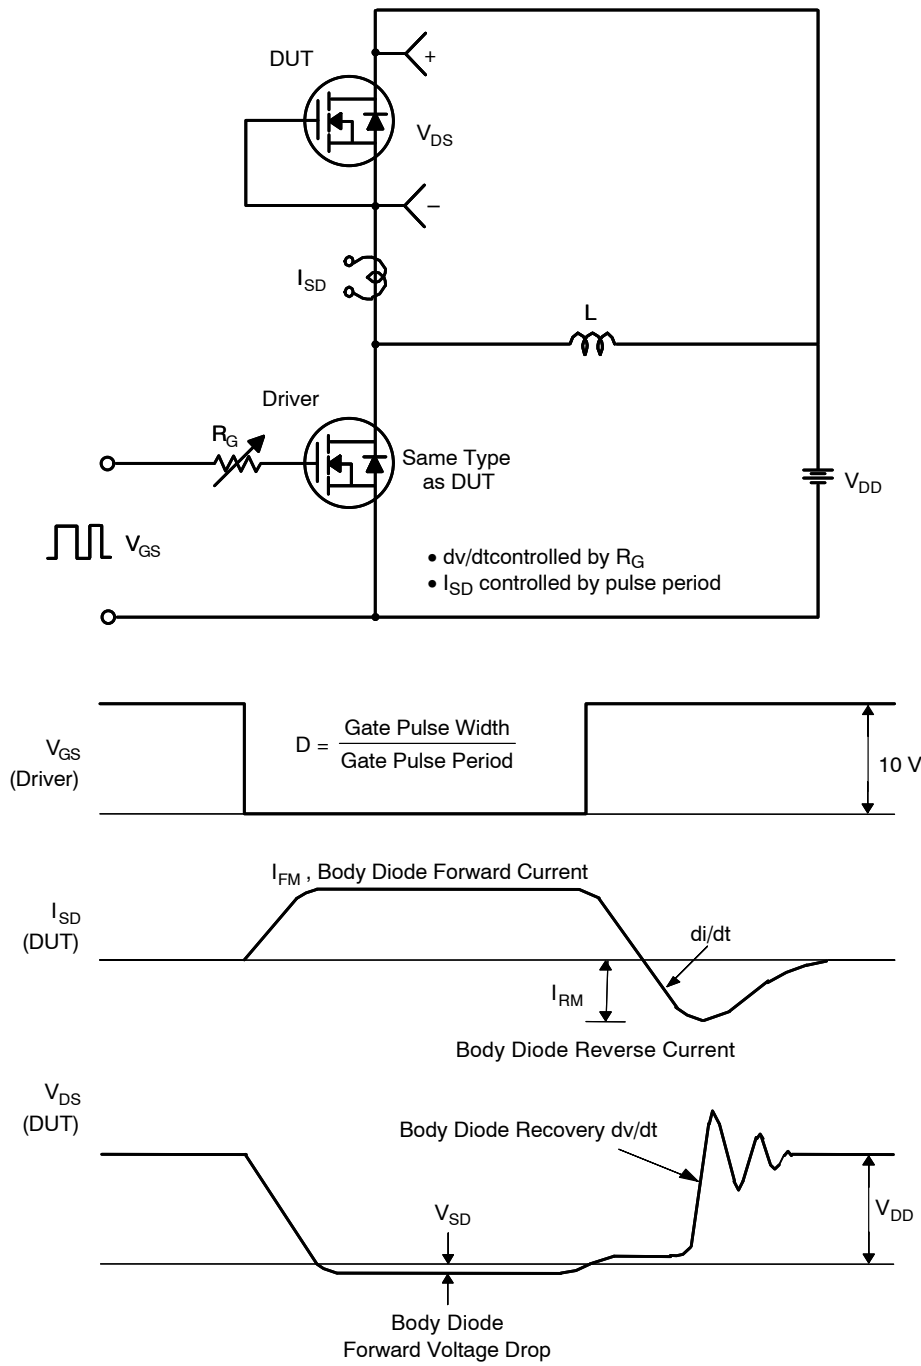 DUT
+
V_DS
–
I_SD
L
Driver
R_G
Same Type
as DUT
V_DD
V_GS
• dv/dtcontrolled by R_G
• I_SD controlled by pulse period
V_GS
(Driver)
D = Gate Pulse Width
Gate Pulse Period
10 V
I_FM , Body Diode Forward Current
I_SD
(DUT)
di/dt
I_RM
Body Diode Reverse Current
V_DS
(DUT)
Body Diode Recovery dv/dt
V_SD
V_DD
Body Diode
Forward Voltage Drop